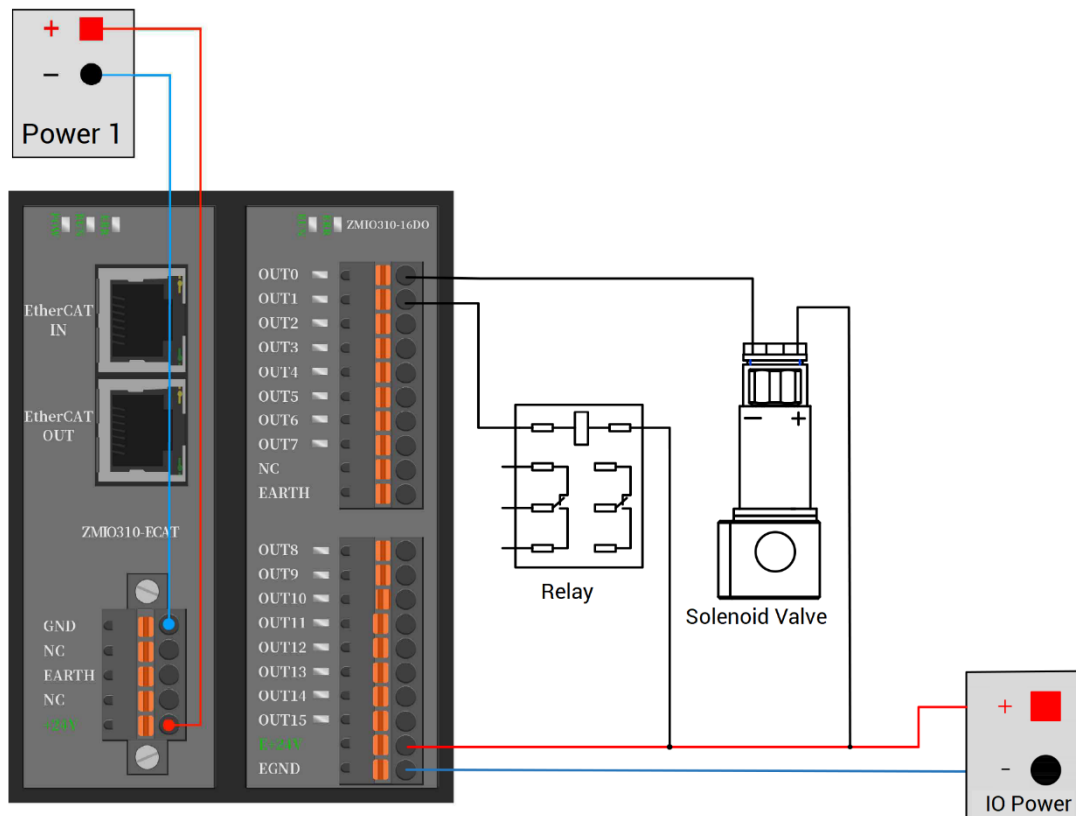 +
−
Power 1
ZMIO310-16DO
EtherCAT
IN
EtherCAT
OUT
ZMIO310-ECAT
GND
NC
EARTH
NC
OUT0
OUT1
OUT2
OUT3
OUT4
OUT5
OUT6
OUT7
NC
EARTH
OUT8
OUT9
OUT10
OUT11
OUT12
OUT13
OUT14
OUT15
EGND
Relay
− +
Solenoid Valve
+
-
IO Power